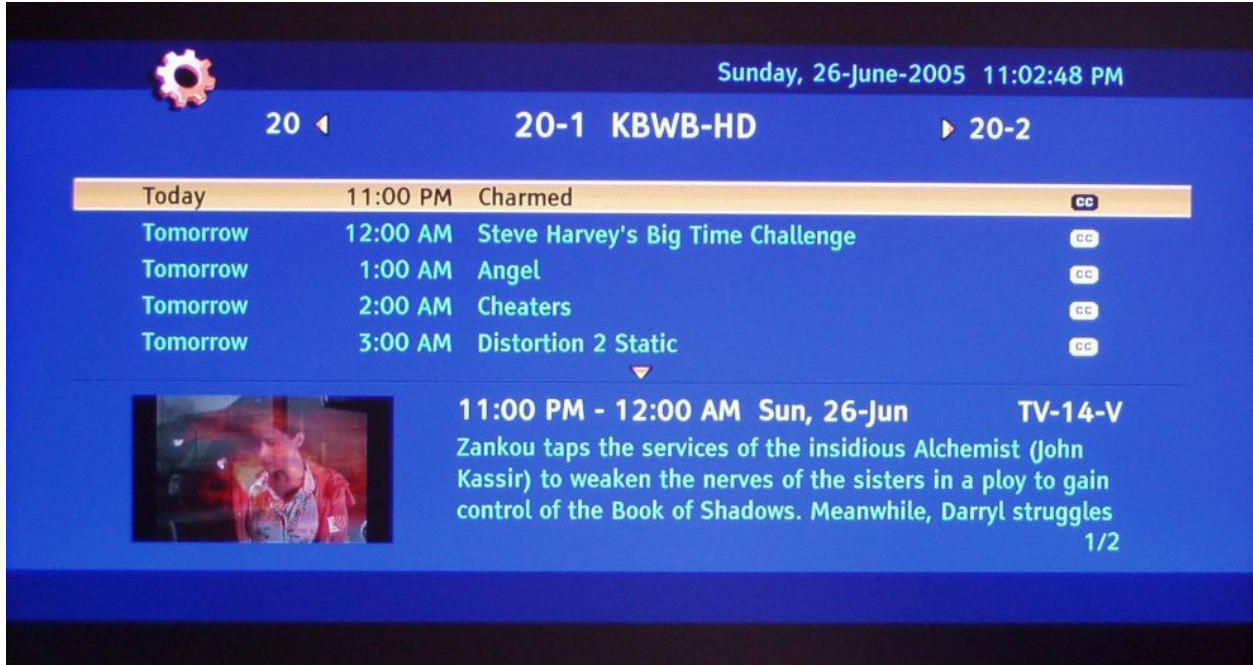 Sunday, 26-June-2005 11:02:48 PM
20 20-1 KBWB-HD 20-2
Today 11:00 PM Charmed CC
Tomorrow 12:00 AM Steve Harvey's Big Time Challenge CC
Tomorrow 1:00 AM Angel CC
Tomorrow 2:00 AM Cheaters CC
Tomorrow 3:00 AM Distortion 2 Static CC
11:00 PM - 12:00 AM Sun, 26-Jun TV-14-V
Zankou taps the services of the insidious Alchemist (John
Kassir) to weaken the nerves of the sisters in a ploy to gain
control of the Book of Shadows. Meanwhile, Darryl struggles
1/2